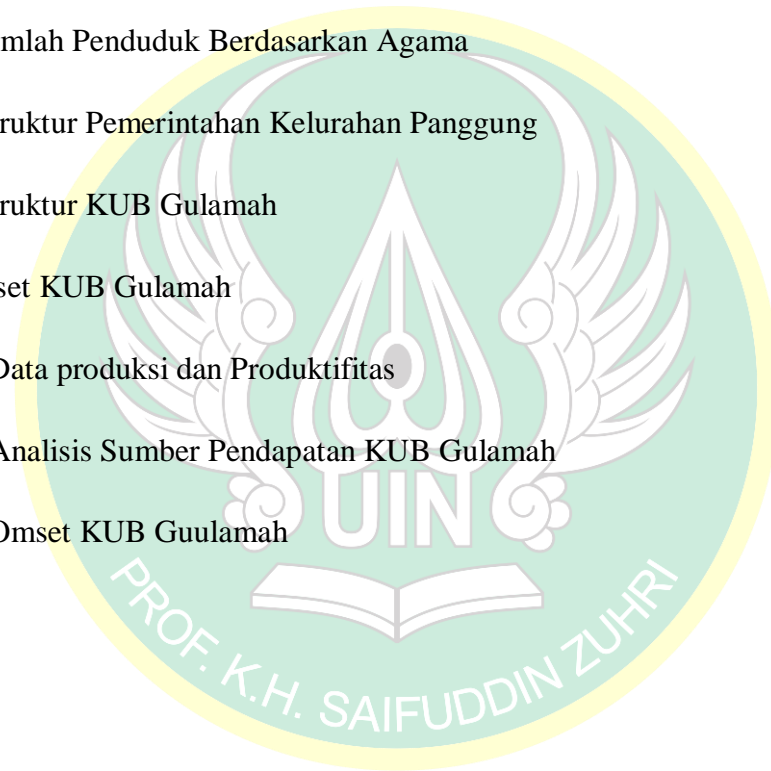 mlah Penduduk Berdasarkan Agama
ruktur Pemerintahan Kelurahan Panggung
ruktur KUB Gulamah
set KUB Gulamah
Data produksi dan Produktifitas
Analisis Sumber Pendapatan KUB Gulamah
Omset KUB Guulamah
UIN
PROF. K.H. SAIFUDDIN ZUHRI